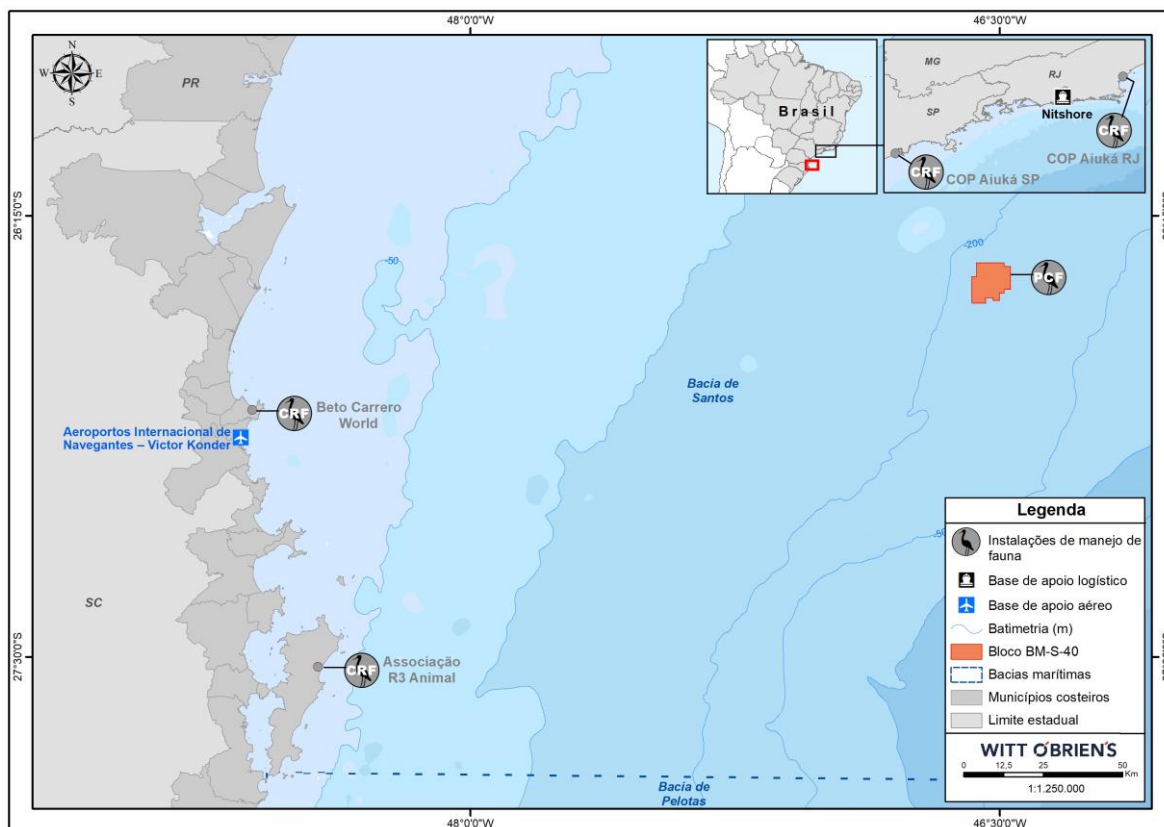 48°0'0"W
46°30'0"W
N
W
E
S
PR
MG
RJ
SP
Brasil
Nitshore
CRF
COP Aiuká RJ
CRF
COP Aiuká SP
26°15'0"S
-50
-200
PCF
Bacia de
Santos
CRF
Beto Carrero
World
Aeroportos Internacional de
Navegantes – Victor Konder
SC
27°30'0"S
CRF
Associação
R3 Animal
Bacia de
Pelotas
Legenda
Instalações de manejo de
fauna
Base de apoio logístico
Base de apoio aéreo
Batimetria (m)
Bloco BM-S-40
Bacias marítimas
Municípios costeiros
Limite estadual
WITT O'BRIEN'S
0 12,5 25 50
Km
1:1.250.000
48°0'0"W
46°30'0"W